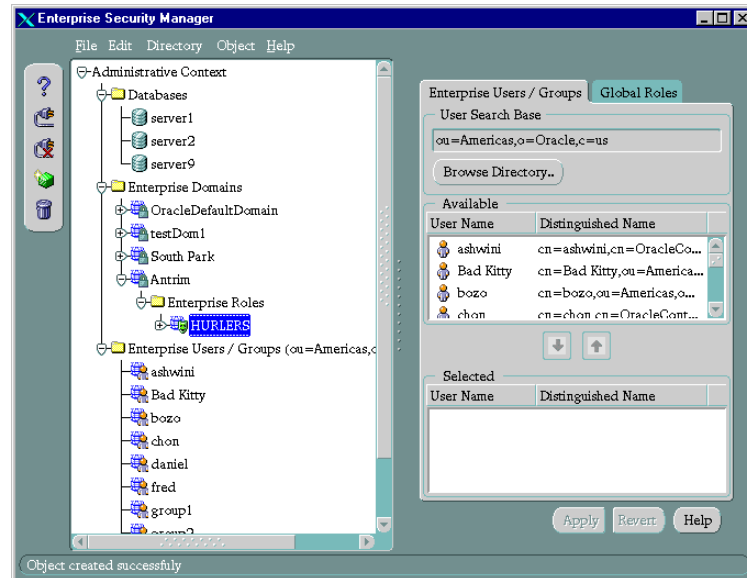 Enterprise Security Manager
File Edit Directory Object Help
Administrative Context
Databases
server1
server2
server9
Enterprise Domains
OracleDefaultDomain
testDom1
South Park
Antrim
Enterprise Roles
HURLERS
Enterprise Users / Groups (ou=Americas,
ashwini
Bad Kitty
bozo
chon
daniel
fred
group1
group2
Enterprise Users / Groups Global Roles
User Search Base
ou=Americas,o=Oracle,c=us
Browse Directory..
Available
User Name Distinguished Name
ashwini cn=ashwini,cn=OracleCo...
Bad Kitty cn=Bad Kitty,ou=America...
bozo cn=bozo,ou=Americas,o...
chon cn=chon,cn=OracleCont...
Selected
User Name Distinguished Name
Apply Revert Help
Object created successfuly